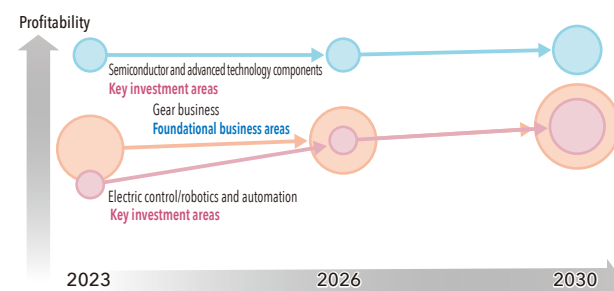 Profitability
Semiconductor and advanced technology components
Key investment areas
Gear business
Foundational business areas
Electric control/robotics and automation
Key investment areas
2023
2026
2030